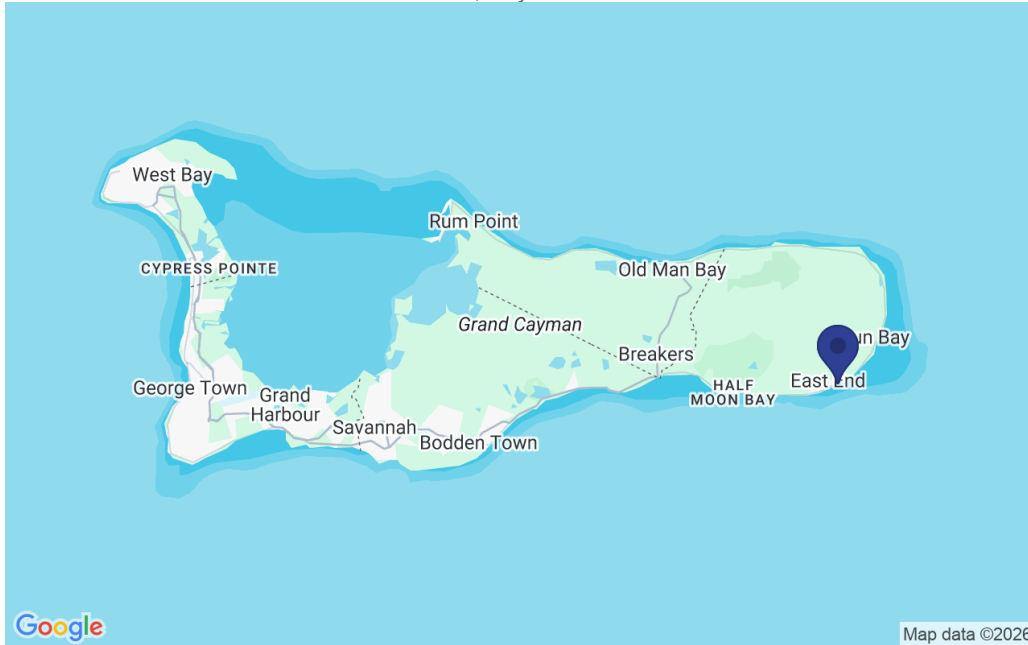 West Bay
Rum Point
CYPRESS POINTE
Old Man Bay
Grand Cayman
un Bay
Breakers
George Town
East End
Grand
Harbour
HALF
MOON BAY
Savannah
Bodden Town
Google
Map data ©2026